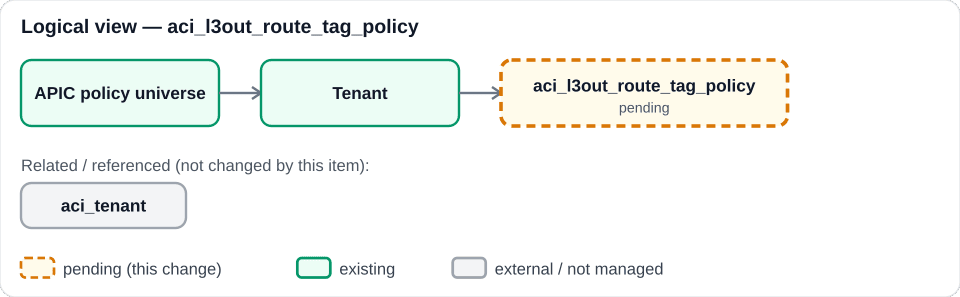 Logical view — aci_l3out_route_tag_policy
APIC policy universe
Tenant
aci_l3out_route_tag_policy
pending
Related / referenced (not changed by this item):
aci_tenant
pending (this change)
existing
external / not managed